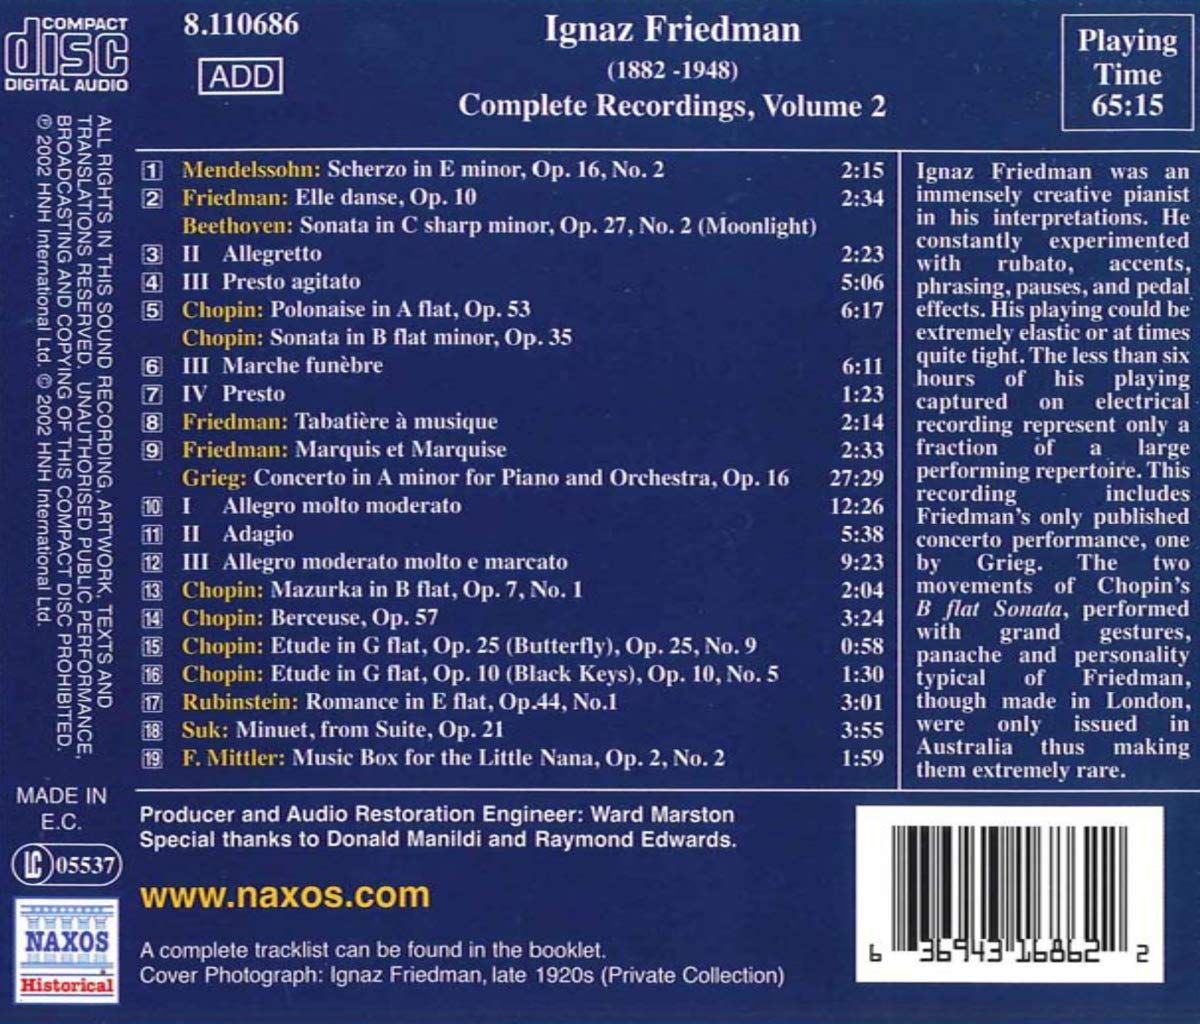 COMPACT
disc
DIGITAL AUDIO
8.110686
ADD
Ignaz Friedman
(1882 -1948)
Complete Recordings, Volume 2
Playing
Time
65:15
ALL RIGHTS IN THIS SOUND RECORDING, ARTWORK, TEXTS AND
TRANSLATIONS RESERVED. UNAUTHORISED PUBLIC PERFORMANCE,
BROADCASTING AND COPYING OF THIS COMPACT DISC PROHIBITED.
℗ 2002 HNH International Ltd. © 2002 HNH International Ltd.
1 Mendelssohn: Scherzo in E minor, Op. 16, No. 2 2:15
2 Friedman: Elle danse, Op. 10 2:34
Beethoven: Sonata in C sharp minor, Op. 27, No. 2 (Moonlight)
3 II Allegretto 2:23
4 III Presto agitato 5:06
5 Chopin: Polonaise in A flat, Op. 53 6:17
Chopin: Sonata in B flat minor, Op. 35
6 III Marche funèbre 6:11
7 IV Presto 1:23
8 Friedman: Tabatière à musique 2:14
9 Friedman: Marquis et Marquise 2:33
Grieg: Concerto in A minor for Piano and Orchestra, Op. 16 27:29
10 I Allegro molto moderato 12:26
11 II Adagio 5:38
12 III Allegro moderato molto e marcato 9:23
13 Chopin: Mazurka in B flat, Op. 7, No. 1 2:04
14 Chopin: Berceuse, Op. 57 3:24
15 Chopin: Etude in G flat, Op. 25 (Butterfly), Op. 25, No. 9 0:58
16 Chopin: Etude in G flat, Op. 10 (Black Keys), Op. 10, No. 5 1:30
17 Rubinstein: Romance in E flat, Op.44, No.1 3:01
18 Suk: Minuet, from Suite, Op. 21 3:55
19 F. Mittler: Music Box for the Little Nana, Op. 2, No. 2 1:59
Ignaz Friedman was an
immensely creative pianist
in his interpretations. He
constantly experimented
with rubato, accents,
phrasing, pauses, and pedal
effects. His playing could be
extremely elastic or at times
quite tight. The less than six
hours of his playing
captured on electrical
recording represent only a
fraction of a large
performing repertoire. This
recording includes
Friedman's only published
concerto performance, one
by Grieg. The two
movements of Chopin's
B flat Sonata, performed
with grand gestures,
panache and personality
typical of Friedman,
though made in London,
were only issued in
Australia thus making
them extremely rare.
MADE IN
E.C.
LC 05537
NAXOS
Historical
Producer and Audio Restoration Engineer: Ward Marston
Special thanks to Donald Manildi and Raymond Edwards.
www.naxos.com
A complete tracklist can be found in the booklet.
Cover Photograph: Ignaz Friedman, late 1920s (Private Collection)
6 36943 16862 2